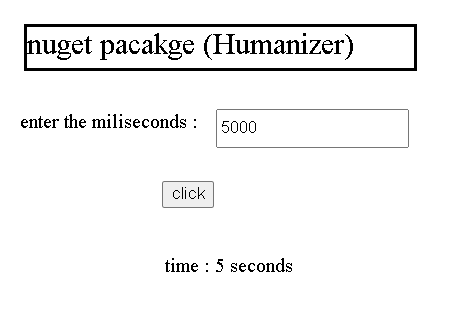 nuget pacakge (Humanizer)
enter the miliseconds : 5000
click
time : 5 seconds